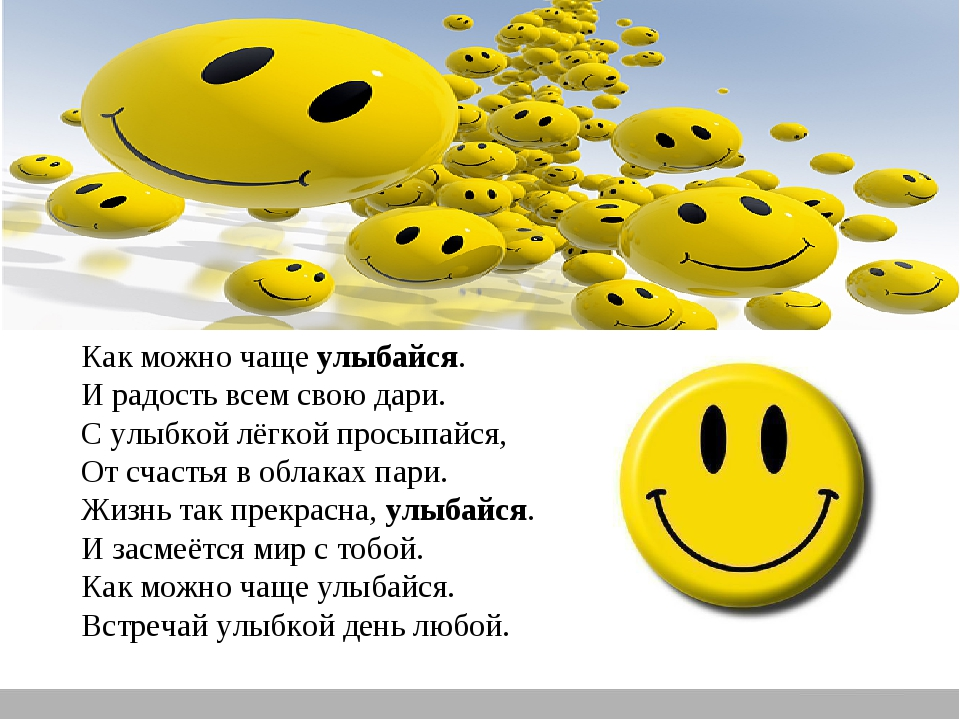 Как можно чаще улыбайся.
И радость всем свою дари.
С улыбкой лёгкой просыпайся,
От счастья в облаках пари.
Жизнь так прекрасна, улыбайся.
И засмеётся мир с тобой.
Как можно чаще улыбайся.
Встречай улыбкой день любой.